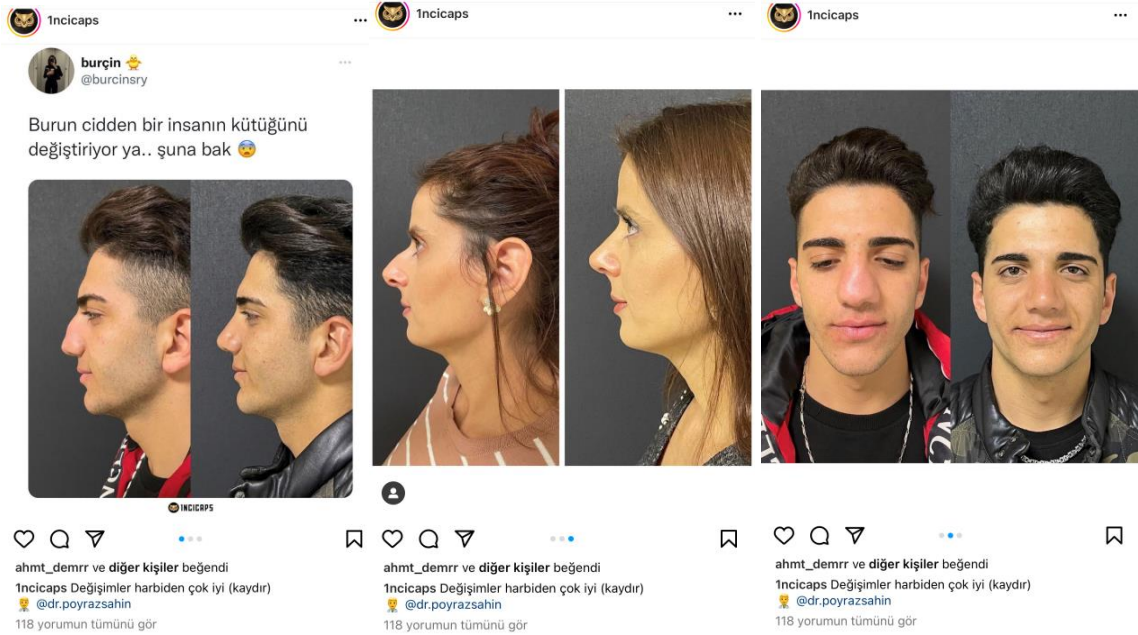 1ncicaps
burçin 🐥
@burcinsry
Burun cidden bir insanın kütüğünü
değiştiriyor ya.. şuna bak 😨
INCICAPS
ahmt_demrr ve diğer kişiler beğendi
1ncicaps Değişimler harbiden çok iyi (kaydır)
🤵‍♂️ @dr.poyrazsahin
118 yorumun tümünü gör
1ncicaps
ahmt_demrr ve diğer kişiler beğendi
1ncicaps Değişimler harbiden çok iyi (kaydır)
🤵‍♂️ @dr.poyrazsahin
118 yorumun tümünü gör
1ncicaps
ahmt_demrr ve diğer kişiler beğendi
1ncicaps Değişimler harbiden çok iyi (kaydır)
🤵‍♂️ @dr.poyrazsahin
118 yorumun tümünü gör